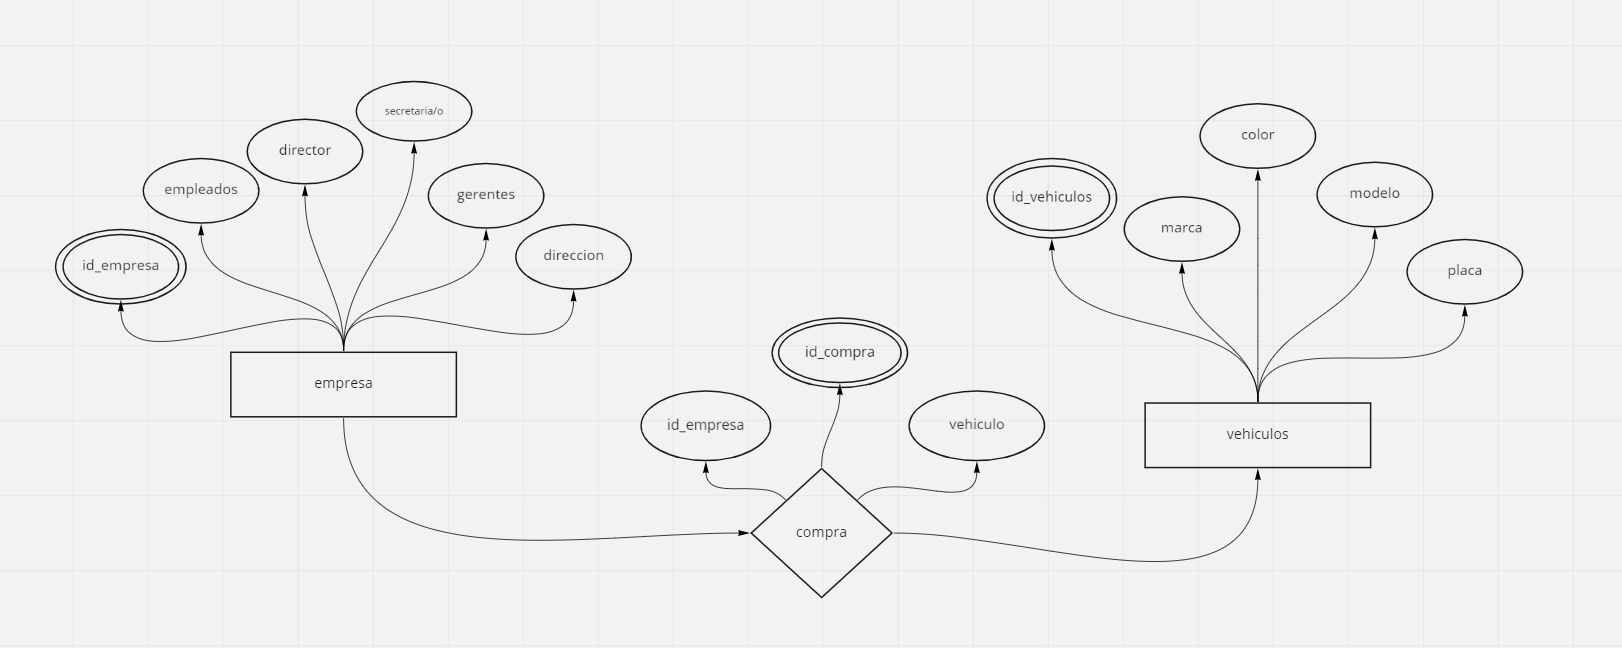 secretaria/o
director
empleados
gerentes
direccion
id_empresa
empresa
color
id_vehiculos
modelo
marca
placa
vehiculos
id_compra
id_empresa
vehiculo
compra